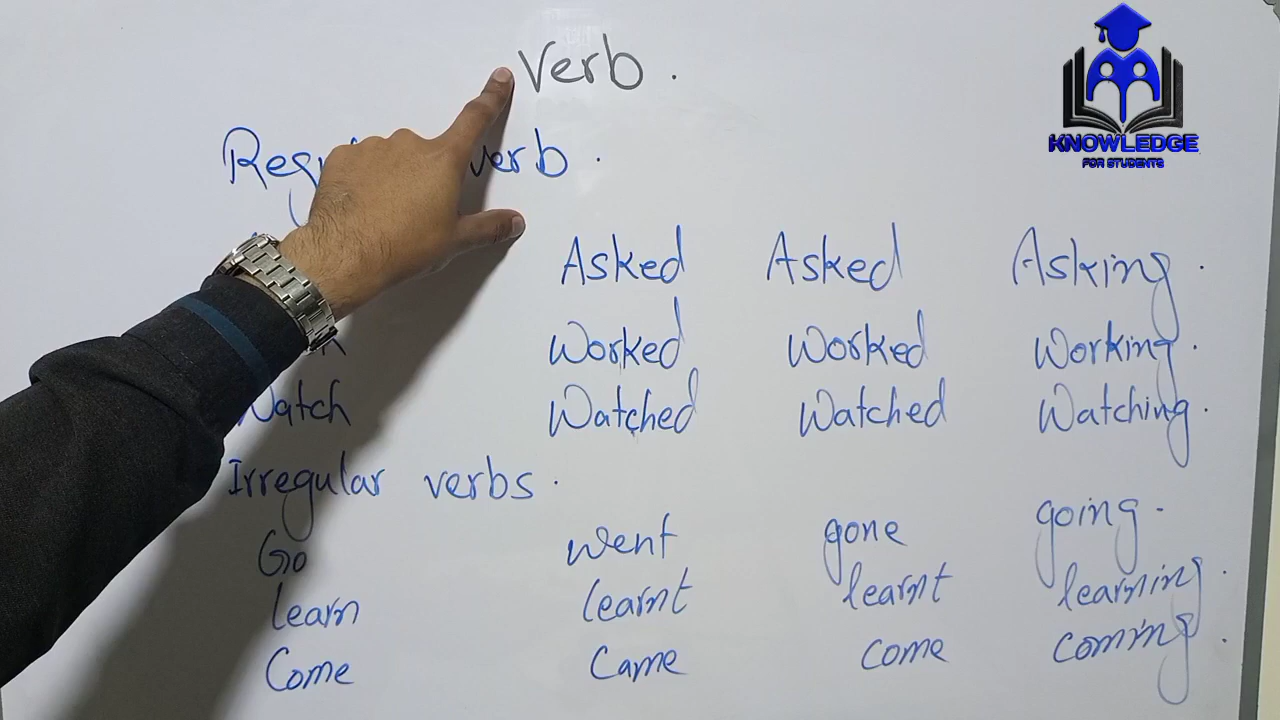 Verb.
verb.
Asked Asked Asking.
Worked Worked Working.
Watch Watched Watched Watching.
Irregular verbs.
Go went gone going.
learn learnt learnt learning.
Come Came come coming.
KNOWLEDGE
FOR STUDENTS